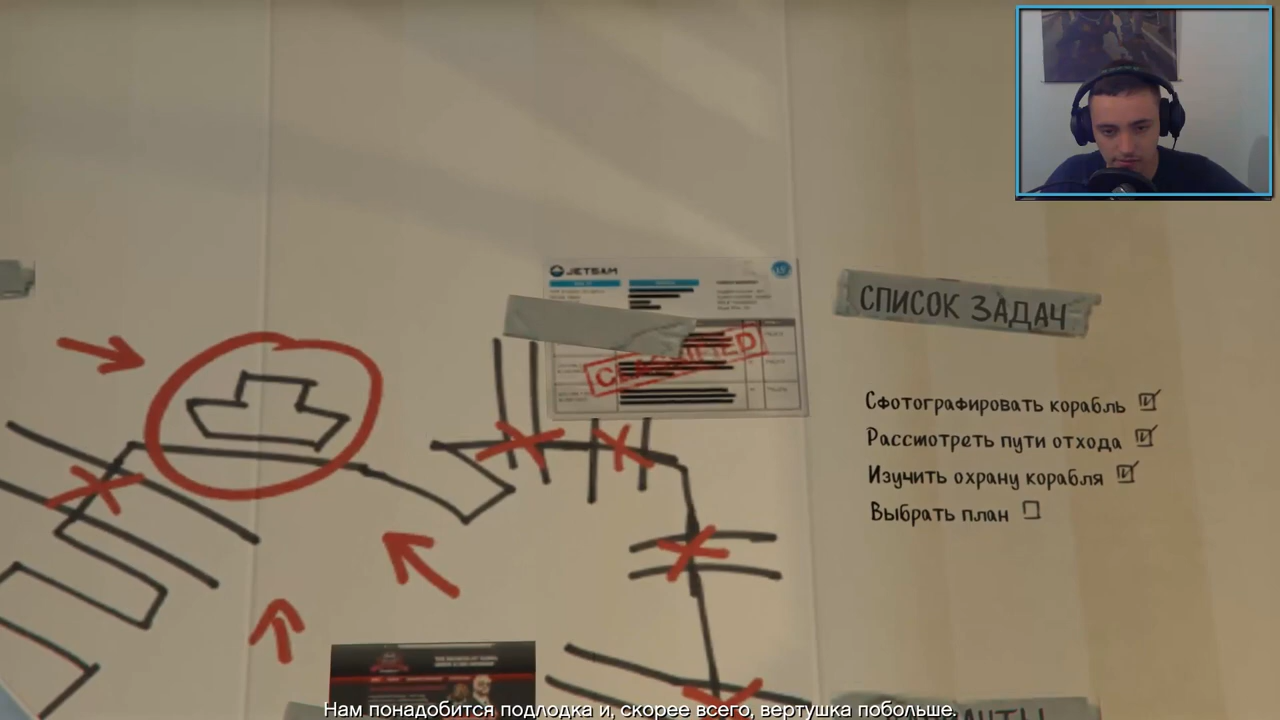 JETSAM
CLASSIFIED
СПИСОК ЗАДАЧ
Сфотографировать корабль
Рассмотреть пути отхода
Изучить охрану корабля
Выбрать план
Нам понадобится подлодка и, скорее всего, вертушка побольше.